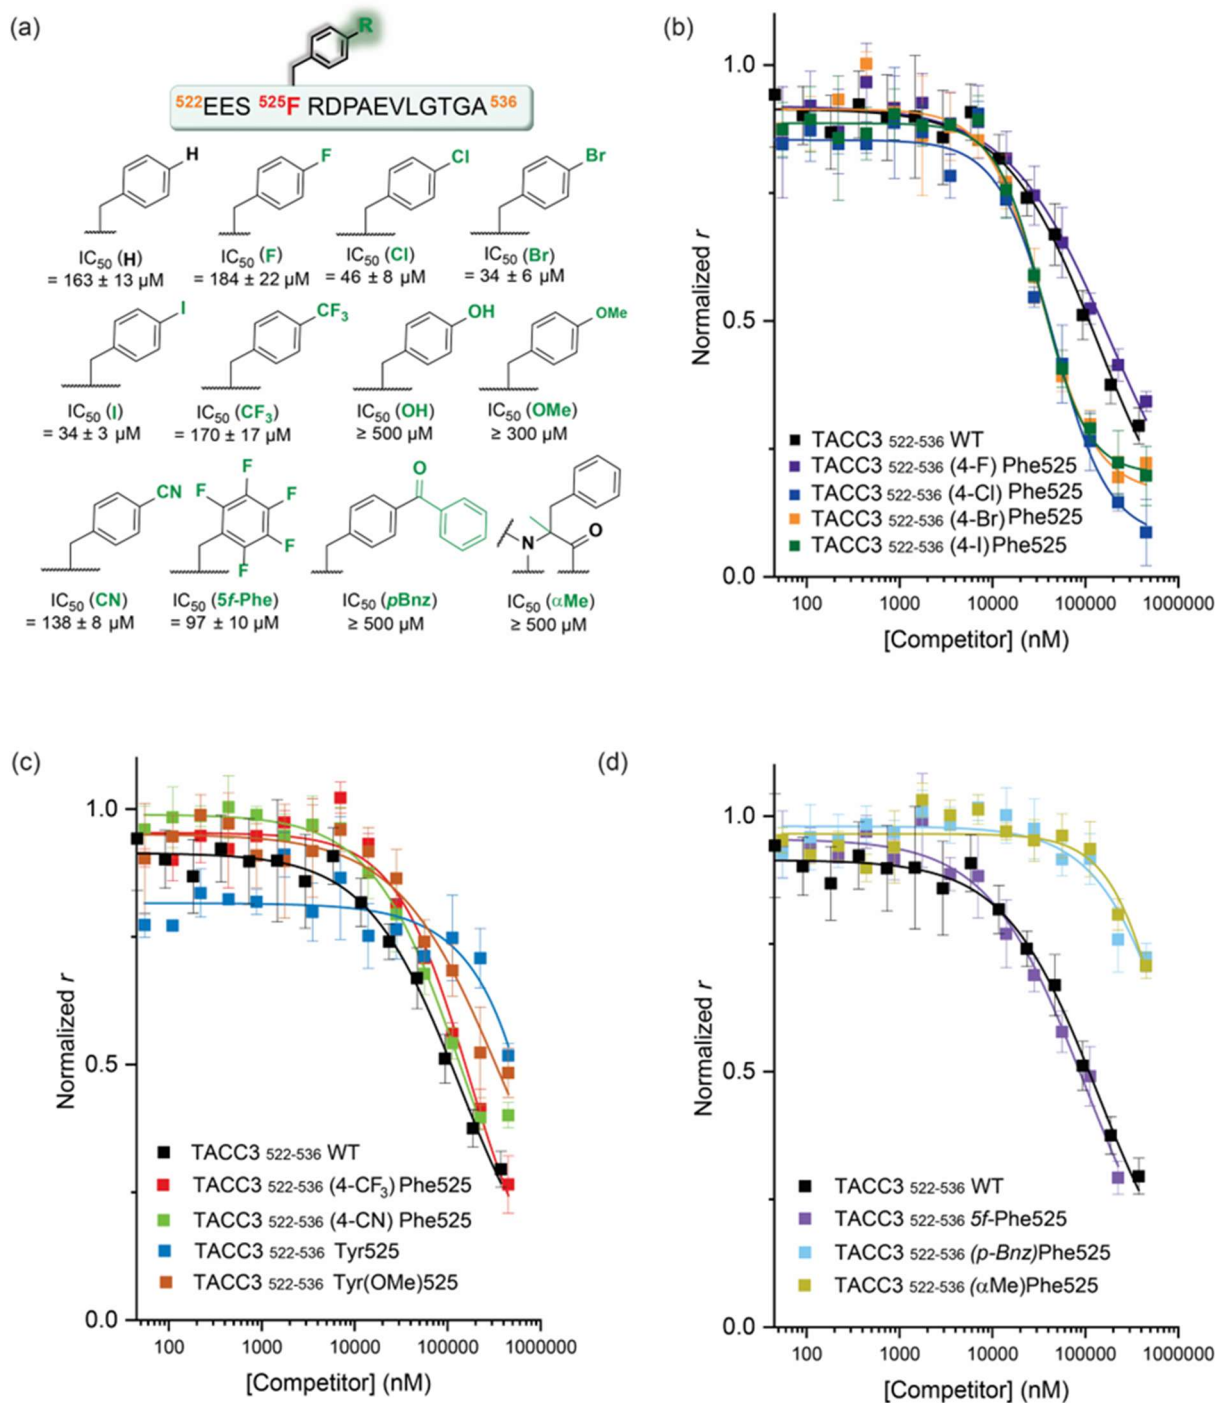 (a)
R
522EES 525F RDPAEVLGTGA 536
H
F
Cl
Br
IC50 (H)
= 163 ± 13 µM
IC50 (F)
= 184 ± 22 µM
IC50 (Cl)
= 46 ± 8 µM
IC50 (Br)
= 34 ± 6 µM
I
CF3
OH
OMe
IC50 (I)
= 34 ± 3 µM
IC50 (CF3)
= 170 ± 17 µM
IC50 (OH)
≥ 500 µM
IC50 (OMe)
≥ 300 µM
CN
F
F
F
F
F
O
N
O
IC50 (CN)
= 138 ± 8 µM
IC50 (5f-Phe)
= 97 ± 10 µM
IC50 (pBnz)
≥ 500 µM
IC50 (αMe)
≥ 500 µM
(b)
1.0
0.5
0.0
Normalized r
TACC3 522-536 WT
TACC3 522-536 (4-F) Phe525
TACC3 522-536 (4-Cl) Phe525
TACC3 522-536 (4-Br) Phe525
TACC3 522-536 (4-I) Phe525
100 1000 10000 100000 1000000
[Competitor] (nM)
(c)
1.0
0.5
0.0
Normalized r
TACC3 522-536 WT
TACC3 522-536 (4-CF3) Phe525
TACC3 522-536 (4-CN) Phe525
TACC3 522-536 Tyr525
TACC3 522-536 Tyr(OMe)525
100 1000 10000 100000 1000000
[Competitor] (nM)
(d)
1.0
0.5
0.0
Normalized r
TACC3 522-536 WT
TACC3 522-536 5f-Phe525
TACC3 522-536 (p-Bnz)Phe525
TACC3 522-536 (αMe)Phe525
100 1000 10000 100000 1000000
[Competitor] (nM)